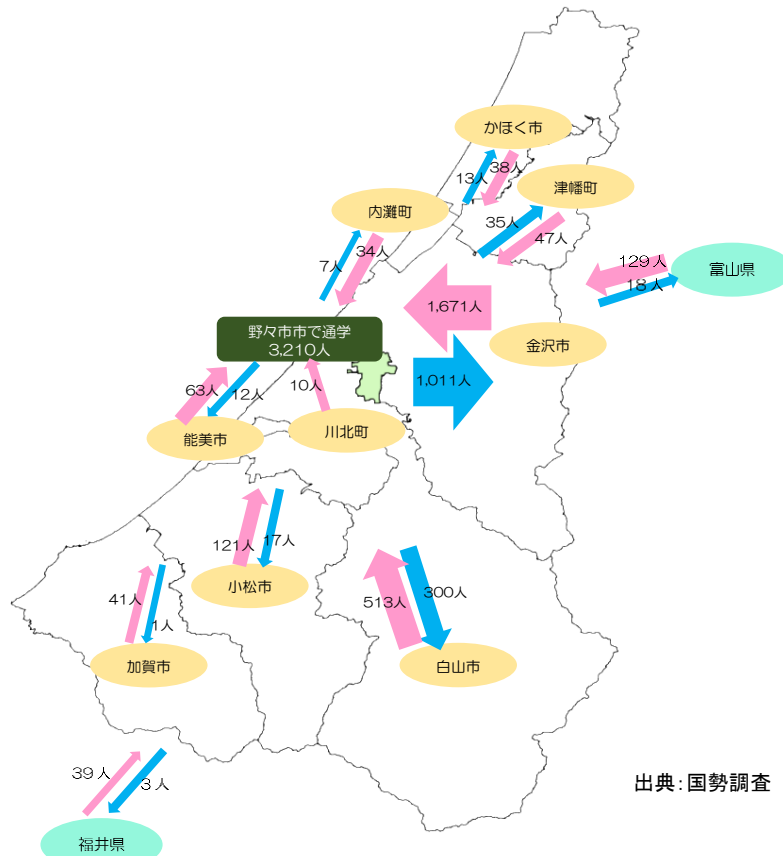 かほく市
13人
38人
津幡町
内灘町
35人
47人
7人
34人
129人
18人
富山県
1,671人
野々市市で通学
3,210人
金沢市
1,011人
63人
12人
10人
能美市
川北町
121人
17人
小松市
513人
300人
41人
1人
加賀市
白山市
39人
3人
出典：国勢調査
福井県